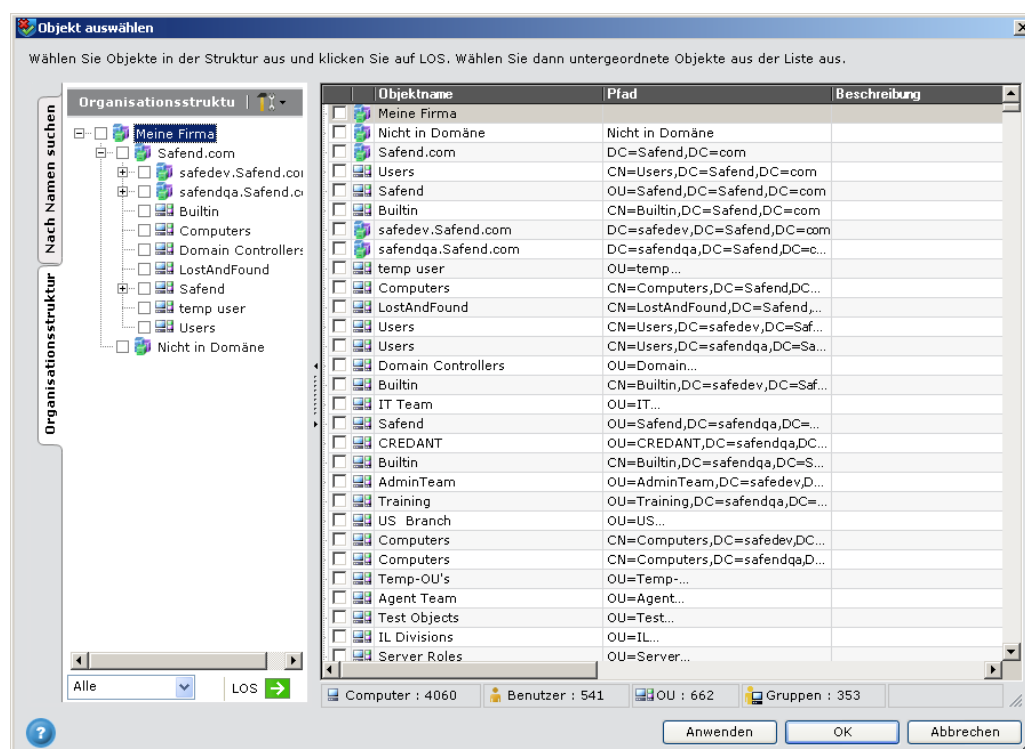 Objekt auswählen
Wählen Sie Objekte in der Struktur aus und klicken Sie auf LOS. Wählen Sie dann untergeordnete Objekte aus der Liste aus.
Nach Namen suchen
Organisationsstruktur
Organisationsstruktu
Meine Firma
Safend.com
safedev.Safend.co
safendqa.Safend.c
Builtin
Computers
Domain Controllers
LostAndFound
Safend
temp user
Users
Nicht in Domäne
Alle
LOS
Objektname Pfad Beschreibung
Meine Firma
Nicht in Domäne Nicht in Domäne
Safend.com DC=Safend,DC=com
Users CN=Users,DC=Safend,DC=com
Safend OU=Safend,DC=Safend,DC=com
Builtin CN=Builtin,DC=Safend,DC=com
safedev.Safend.com DC=safedev,DC=Safend,DC=com
safendqa.Safend.com DC=safendqa,DC=Safend,DC=c...
temp user OU=temp...
Computers CN=Computers,DC=Safend,DC...
LostAndFound CN=LostAndFound,DC=Safend,...
Users CN=Users,DC=safedev,DC=Saf...
Users CN=Users,DC=safendqa,DC=Sa...
Domain Controllers OU=Domain...
Builtin CN=Builtin,DC=safedev,DC=Saf...
IT Team OU=IT...
Safend OU=Safend,DC=safendqa,DC=...
CREDANT OU=CREDANT,DC=safendqa,DC...
Builtin CN=Builtin,DC=safendqa,DC=S...
AdminTeam OU=AdminTeam,DC=safedev,D...
Training OU=Training,DC=safendqa,DC=...
US Branch OU=US...
Computers CN=Computers,DC=safedev,DC...
Computers CN=Computers,DC=safendqa,D...
Temp-OU's OU=Temp-...
Agent Team OU=Agent...
Test Objects OU=Test...
IL Divisions OU=IL...
Server Roles OU=Server...
Computer : 4060 Benutzer : 541 OU : 662 Gruppen : 353
Anwenden OK Abbrechen